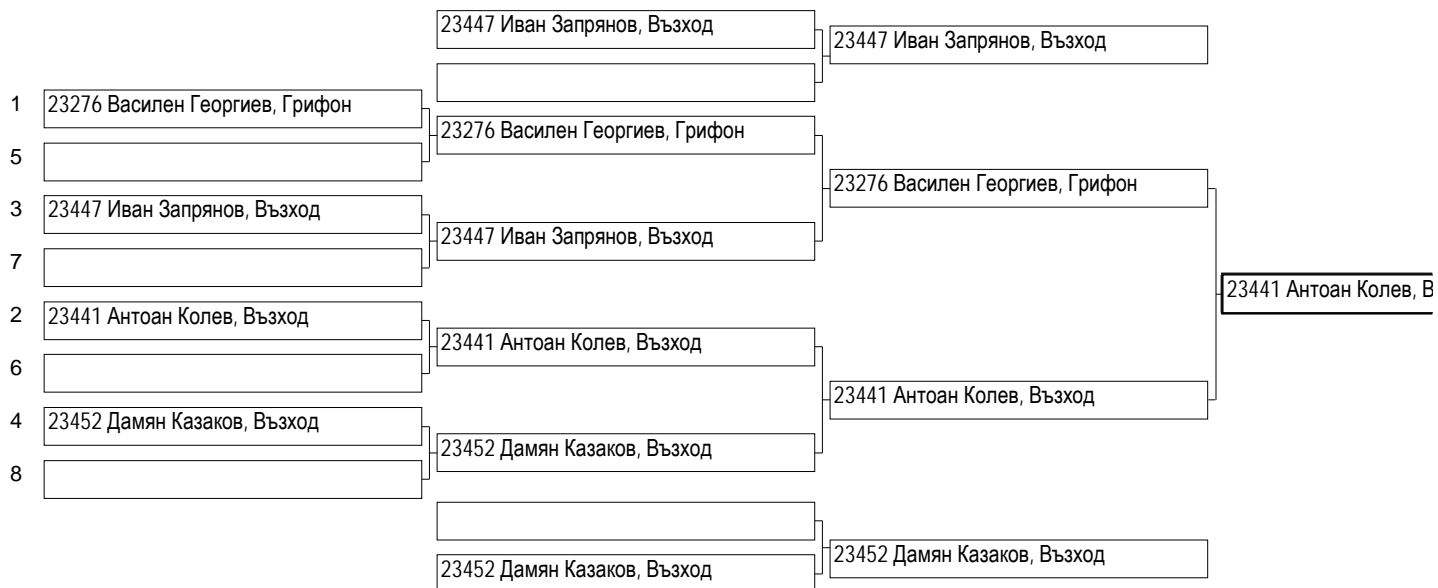 23447 Иван Запрянов, Възход
23447 Иван Запрянов, Възход
1 23276 Василен Георгиев, Грифон
23276 Василен Георгиев, Грифон
5
23276 Василен Георгиев, Грифон
3 23447 Иван Запрянов, Възход
23447 Иван Запрянов, Възход
7
23441 Антоан Колев, В
2 23441 Антоан Колев, Възход
23441 Антоан Колев, Възход
6
23441 Антоан Колев, Възход
4 23452 Дамян Казаков, Възход
23452 Дамян Казаков, Възход
8
23452 Дамян Казаков, Възход
23452 Дамян Казаков, Възход